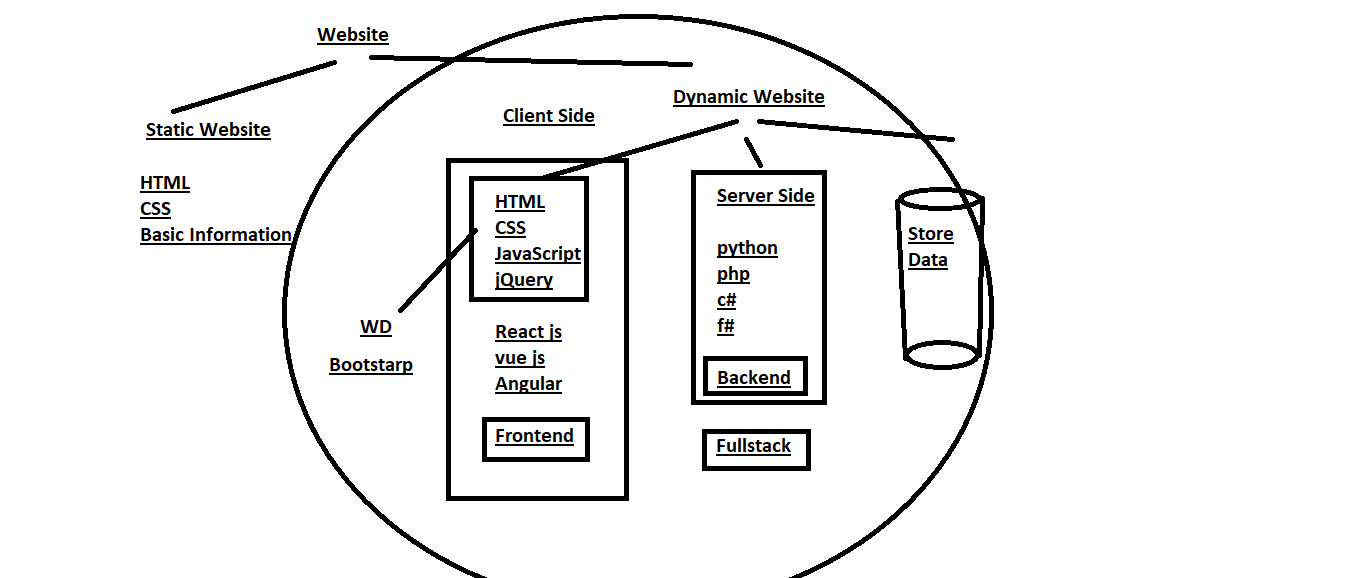 Website
Static Website
HTML
CSS
Basic Information
Dynamic Website
Client Side
HTML
CSS
JavaScript
jQuery
WD
Bootstarp
React js
vue js
Angular
Frontend
Server Side
python
php
c#
f#
Backend
Fullstack
Store
Data